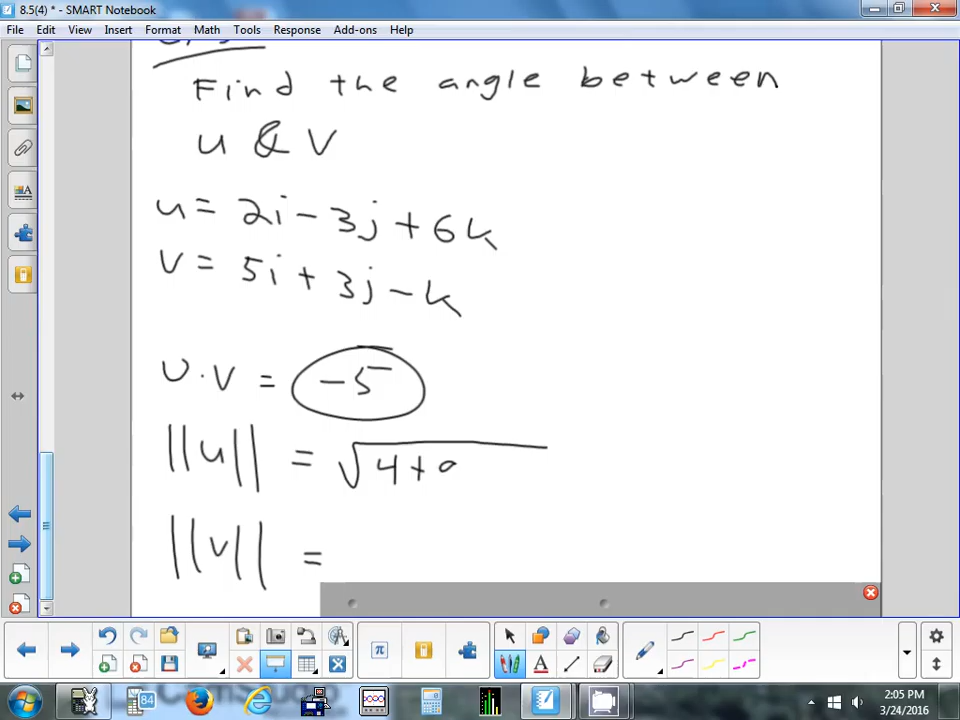 8.5(4) * - SMART Notebook
File Edit View Insert Format Math Tools Response Add-ons Help
Find the angle between
u & v
u = 2i - 3j + 6k
v = 5i + 3j - k
u · v = -5
||u|| = √4 +
||v|| =
π
A
84
2:05 PM
3/24/2016